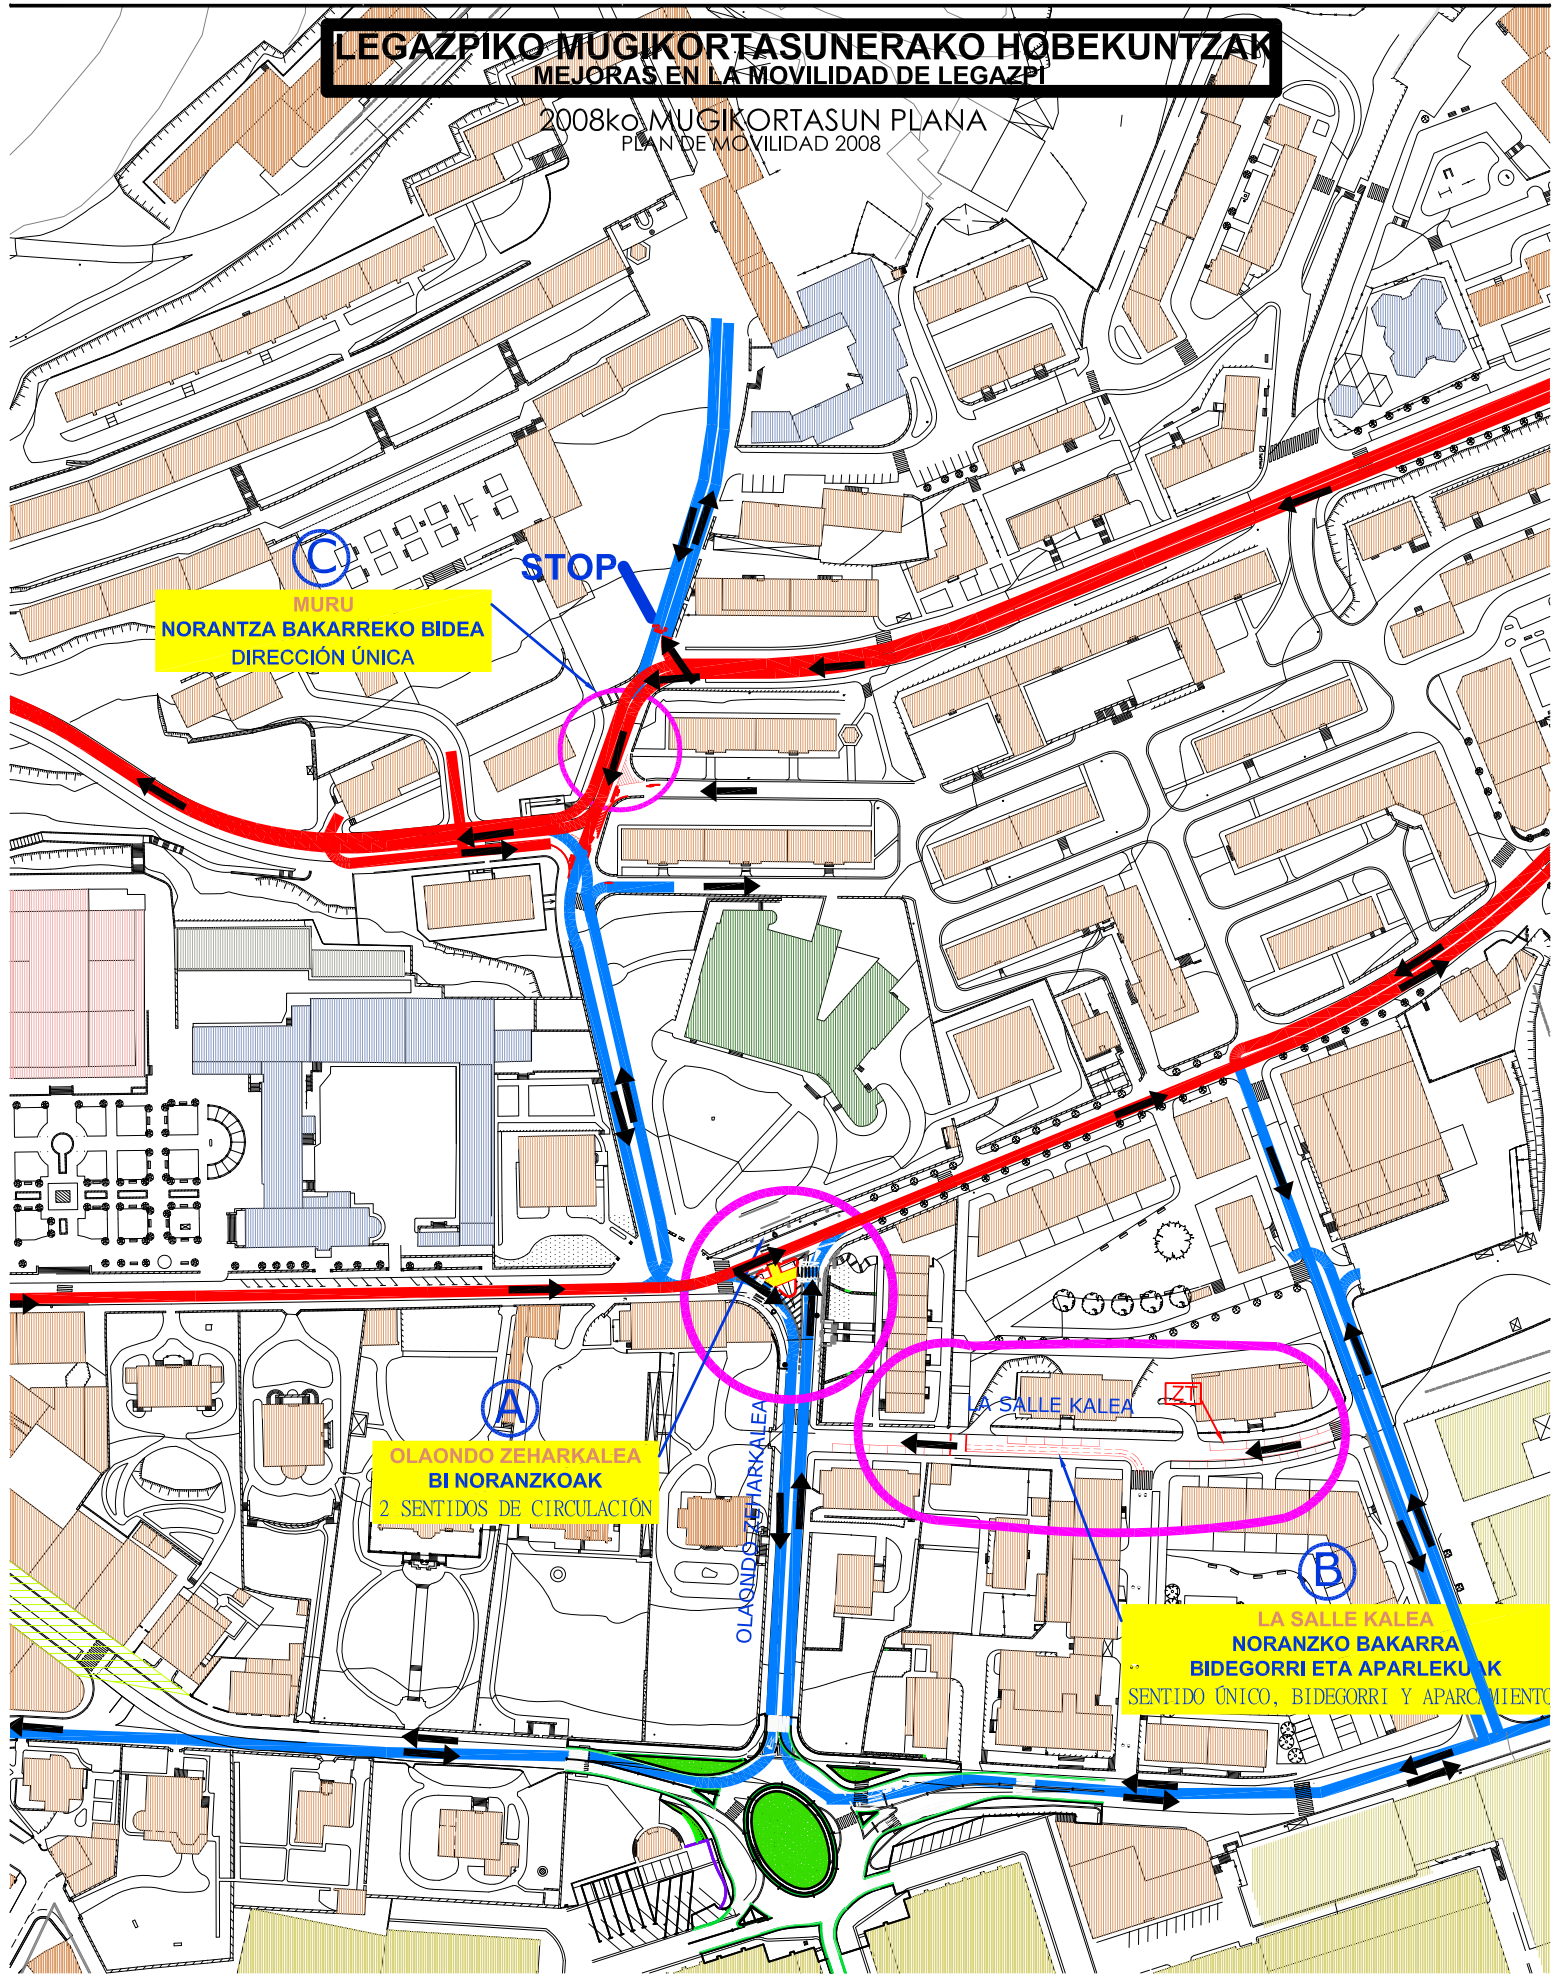 LEGAZPIKO MUGIKORTASUNERAKO HOBEKUNTZAK
MEJORAS EN LA MOVILIDAD DE LEGAZPI
2008ko MUGIKORTASUN PLANA
PLAN DE MOVILIDAD 2008
C
STOP
MURU
NORANTZA BAKARREKO BIDEA
DIRECCIÓN ÚNICA
A
OLAONDO ZEHARKALEA
BI NORANZKOAK
2 SENTIDOS DE CIRCULACIÓN
OLAONDO ZEHARKALEA
LA SALLE KALEA
ZT
B
LA SALLE KALEA
NORANZKO BAKARRA
BIDEGORRI ETA APARLEKUAK
SENTIDO ÚNICO, BIDEGORRI Y APARCAMIENTO